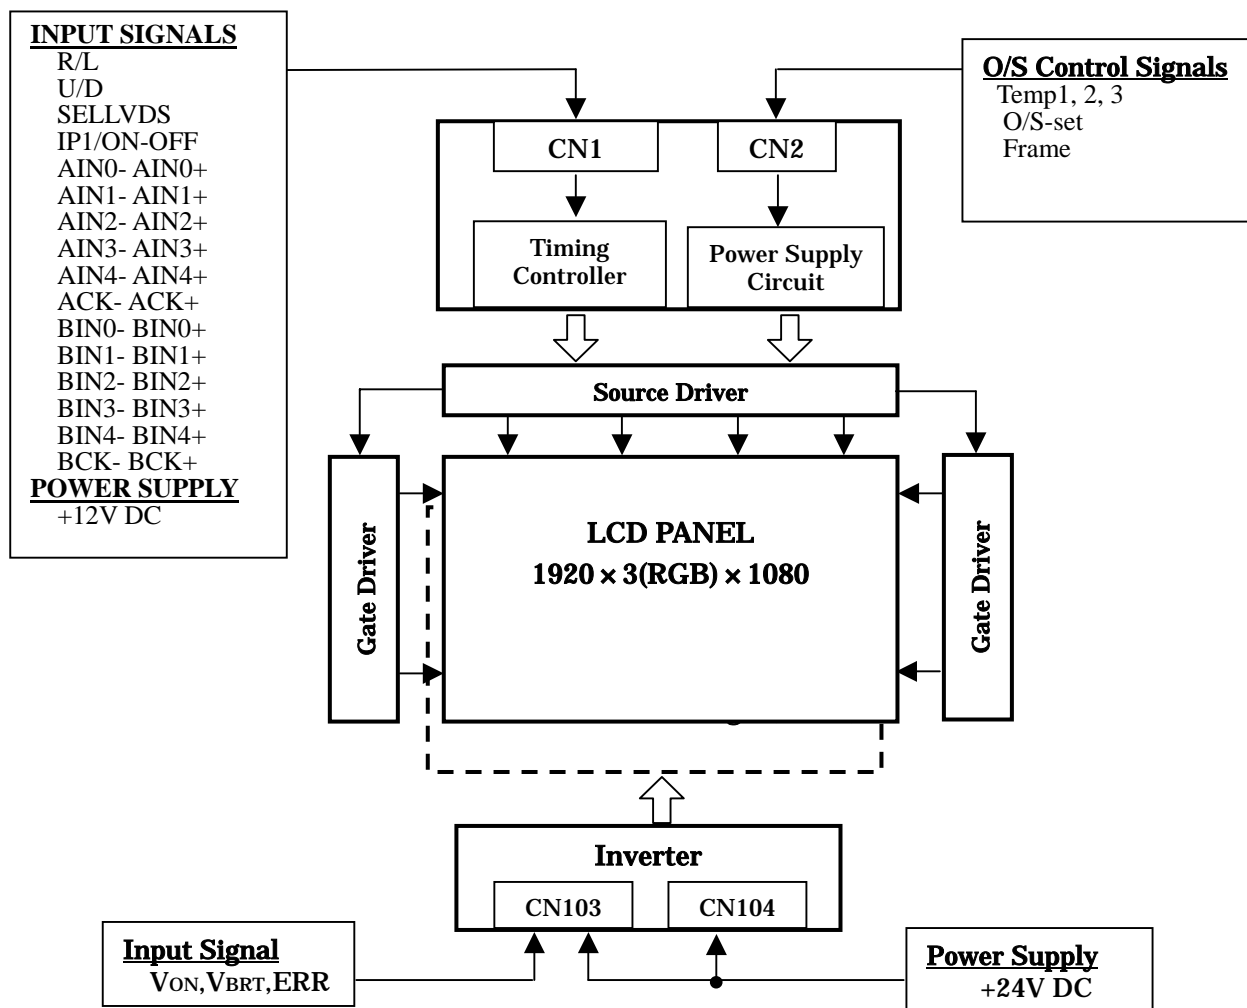 INPUT SIGNALS
R/L
U/D
SELLVDS
IP1/ON-OFF
AIN0- AIN0+
AIN1- AIN1+
AIN2- AIN2+
AIN3- AIN3+
AIN4- AIN4+
ACK- ACK+
BIN0- BIN0+
BIN1- BIN1+
BIN2- BIN2+
BIN3- BIN3+
BIN4- BIN4+
BCK- BCK+
POWER SUPPLY
+12V DC
O/S Control Signals
Temp1, 2, 3
O/S-set
Frame
CN1
CN2
Timing
Controller
Power Supply
Circuit
Source Driver
Gate Driver
LCD PANEL
1920 × 3(RGB) × 1080
Gate Driver
Inverter
CN103
CN104
Input Signal
VON,VBRT,ERR
Power Supply
+24V DC